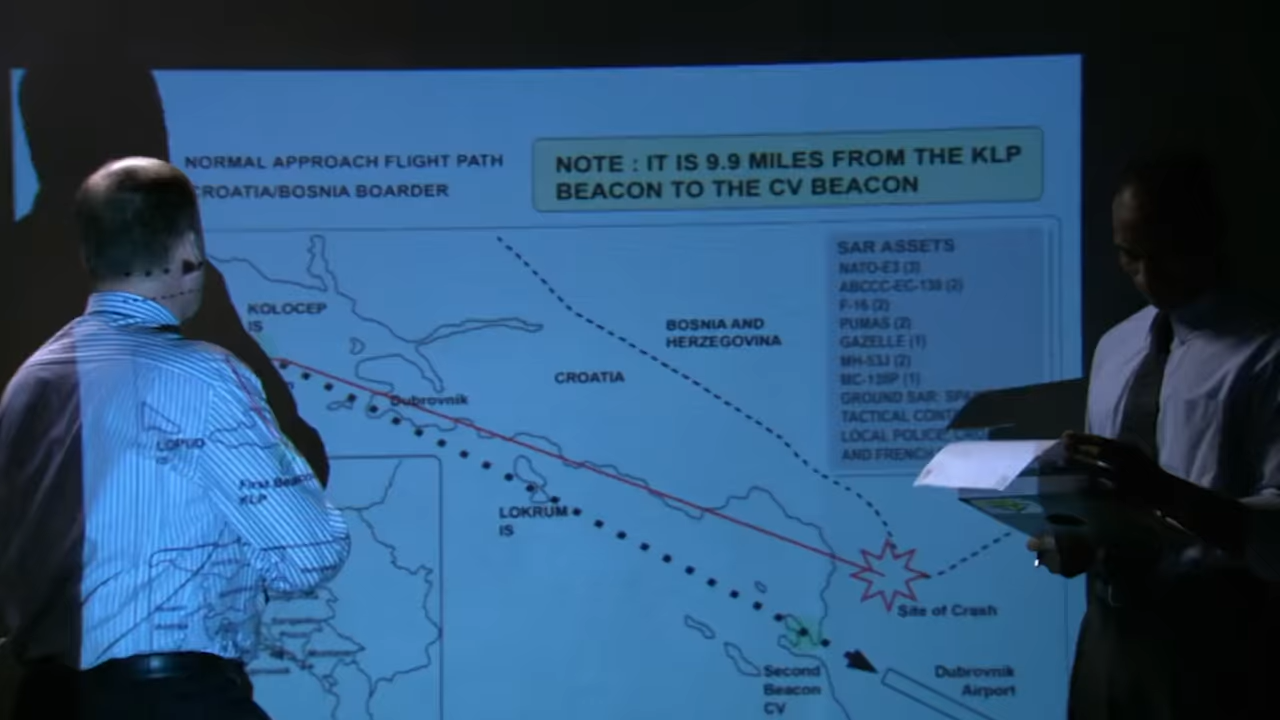 NORMAL APPROACH FLIGHT PATH
CROATIA/BOSNIA BOARDER
NOTE : IT IS 9.9 MILES FROM THE KLP
BEACON TO THE CV BEACON
SAR ASSETS
NATO-E3 (3)
ABCCC-EC-130 (2)
F-16 (2)
PUMAS (2)
GAZELLE (1)
MH-53J (2)
MC-130P (1)
GROUND SAR:
TACTICAL
LOCAL POLICE
AND FRENCH
KOLOCEP
IS
BOSNIA AND
HERZEGOVINA
CROATIA
Dubrovnik
LOPUD
First Beacon
KLP
LOKRUM
IS
Site of Crash
Second
Beacon
CV
Dubrovnik
Airport